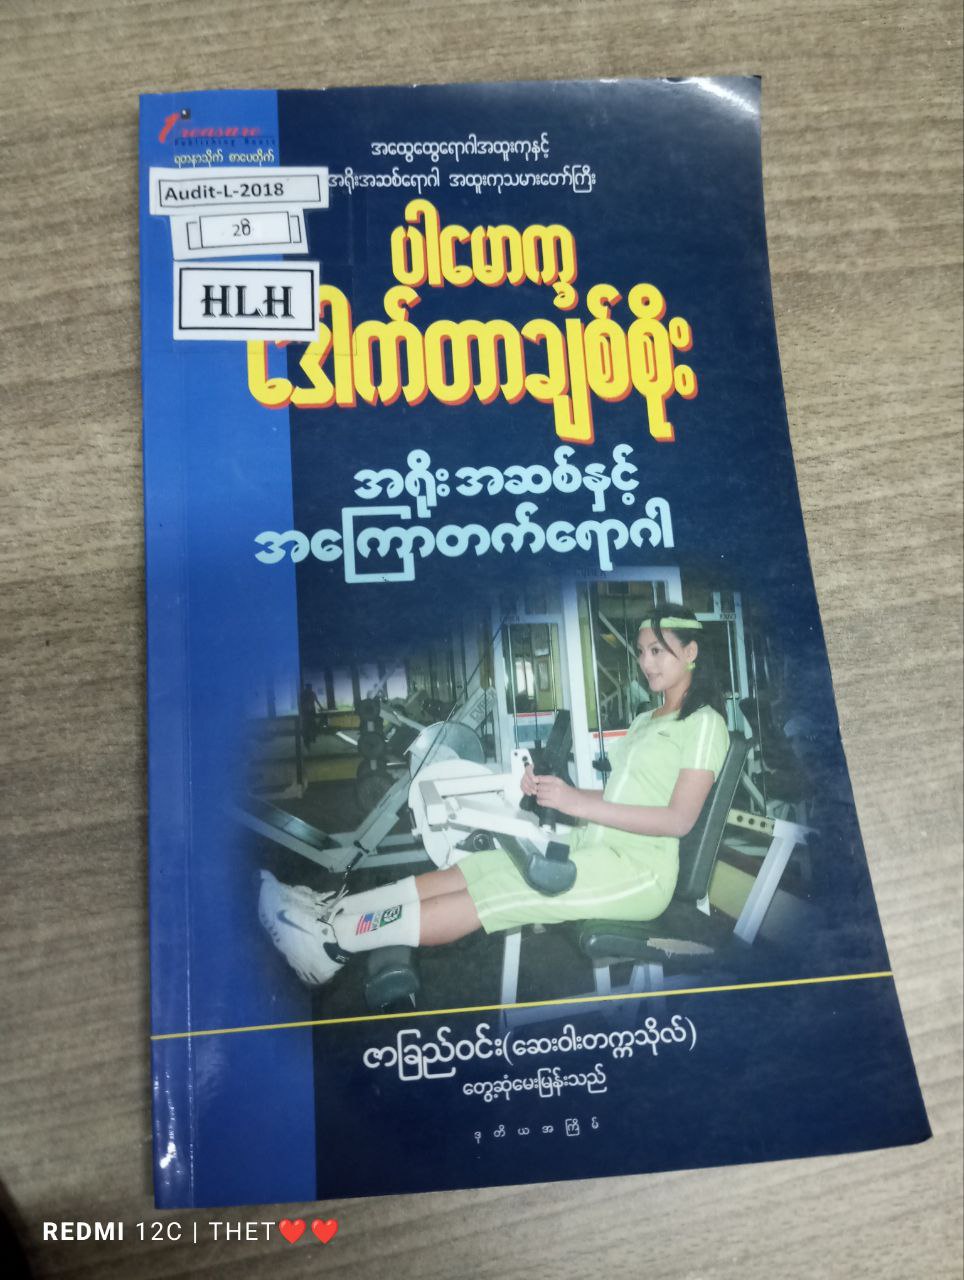 Treasure
Publishing House
ရတနာသိုက် စာပေတိုက်
Audit-L-2018
HLH
အထွေထွေရောဂါအထူးကုနှင့်
အရိုးအဆစ်ရောဂါ အထူးကုသမားတော်ကြီး
ပါမောက္ခ
ဒေါက်တာချစ်စိုး
အရိုးအဆစ်နှင့်
အကြောတက်ရောဂါ
ဇာခြည်ဝင်း(ဆေးဝါးတက္ကသိုလ်)
တွေ့ဆုံမေးမြန်းသည်
ဒုတိယအကြိမ်
REDMI 12C | THET❤️❤️